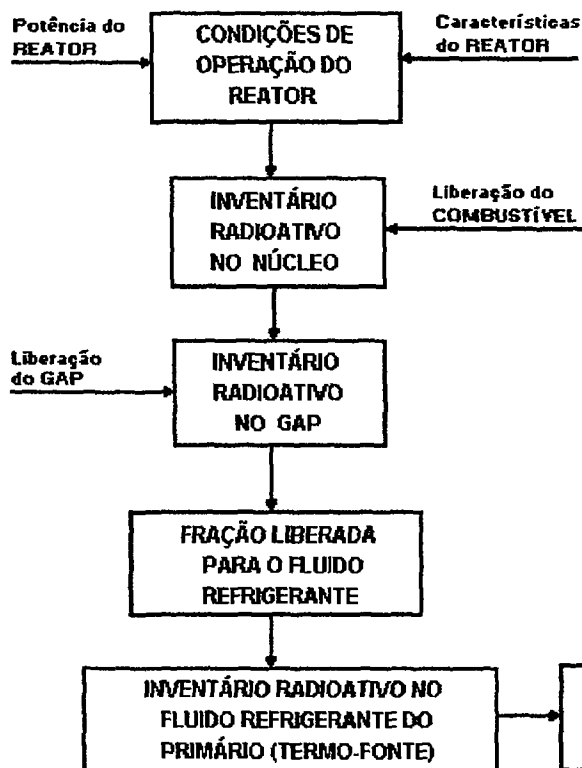 Potência do
REATOR
CONDIÇÕES DE
OPERAÇÃO DO
REATOR
Características
do REATOR
INVENTÁRIO
RADIOATIVO
NO NÚCLEO
Liberação do
COMBUSTÍVEL
Liberação
do GAP
INVENTÁRIO
RADIOATIVO
NO GAP
FRAÇÃO LIBERADA
PARA O FLUIDO
REFRIGERANTE
INVENTÁRIO RADIOATIVO NO
FLUIDO REFRIGERANTE DO
PRIMÁRIO (TERMO-FONTE)